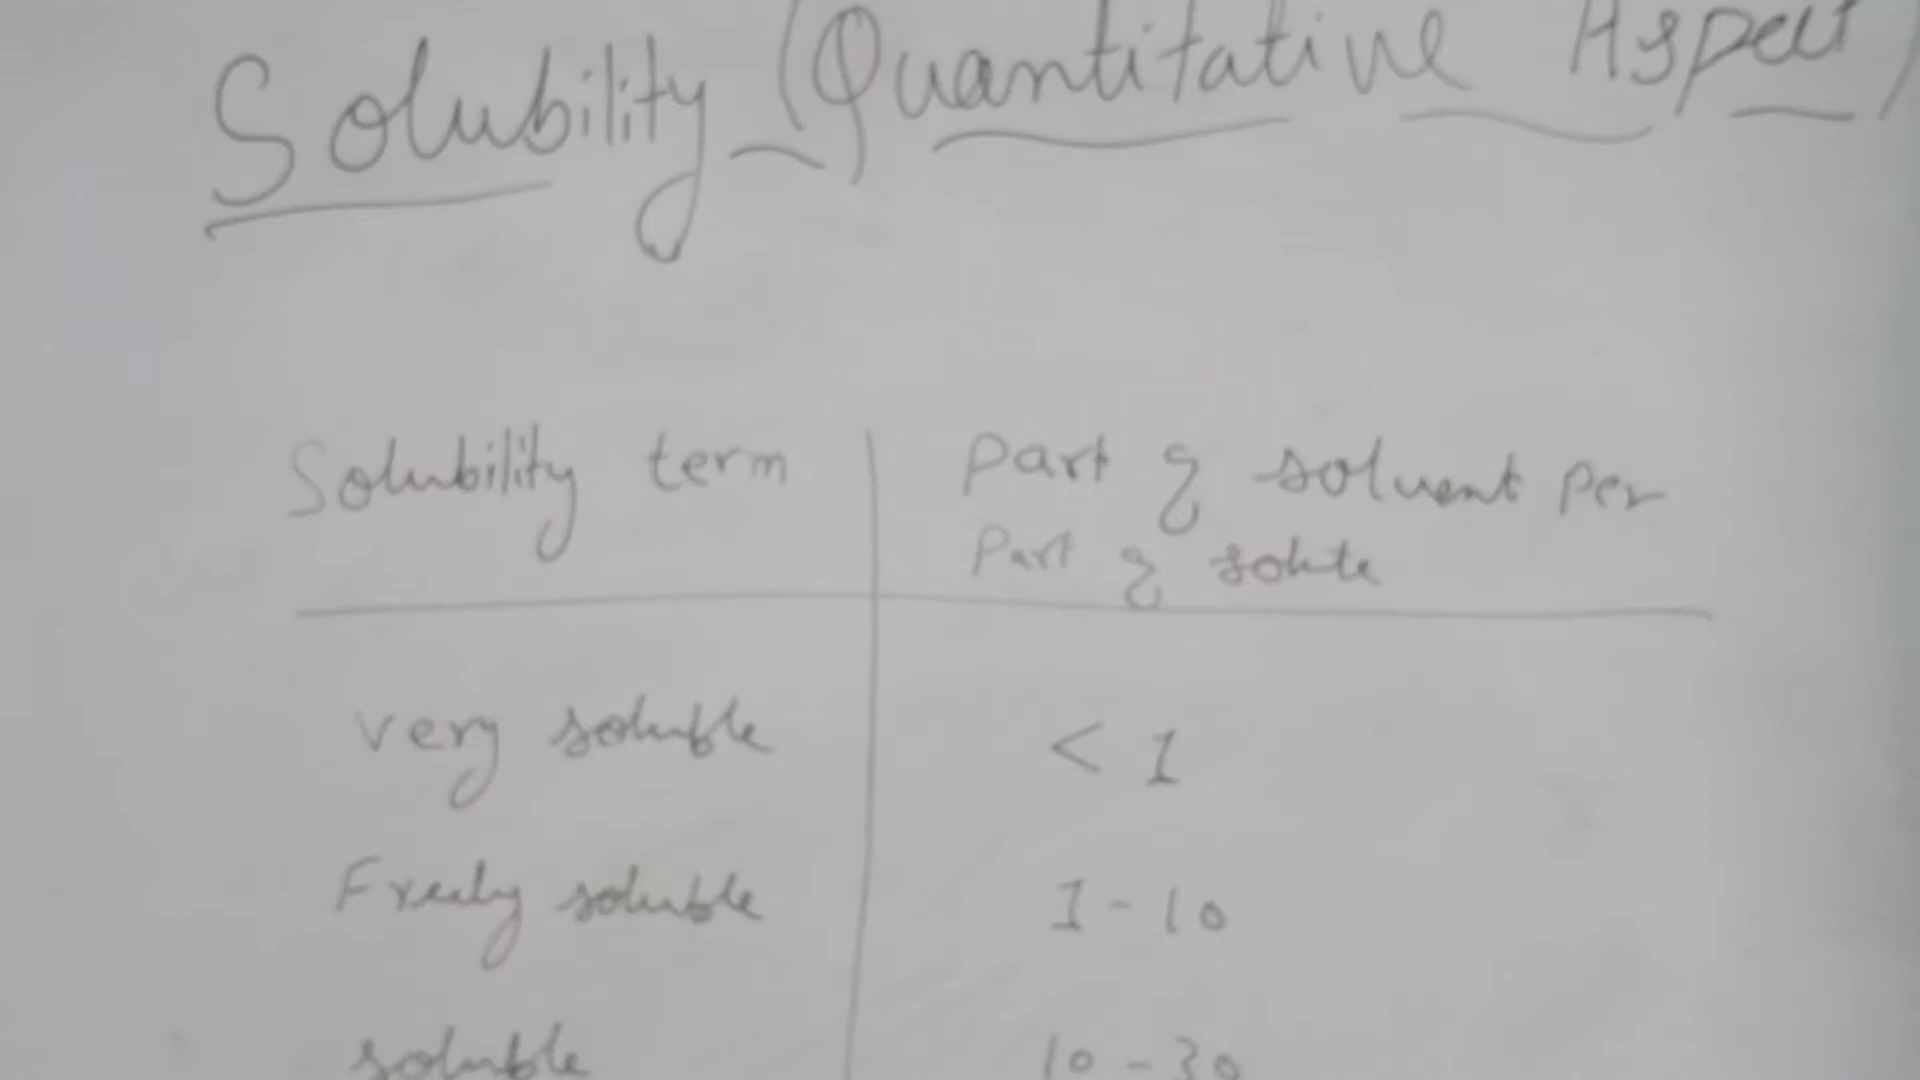 Solubility (Quantitative Aspect)
Solubility term | Part of solvent per
Part of solute
very soluble | < 1
Freely soluble | 1 - 10
soluble | 10 - 30